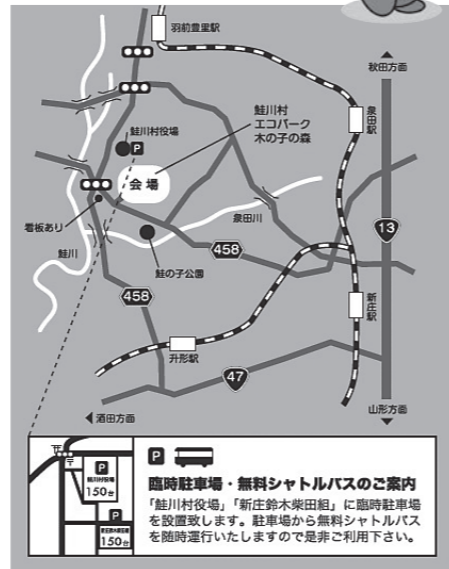 羽前豊里駅
秋田方面
泉田駅
鮭川村役場
P
鮭川村
エコパーク
木の子の森
会場
看板あり
泉田川
鮭川
鮭の子公園
458
13
458
新庄駅
升形駅
47
酒田方面
山形方面
P
鮭川村役場
150台
P
150台
P
臨時駐車場・無料シャトルバスのご案内
「鮭川村役場」「新庄鈴木柴田組」に臨時駐車場
を設置致します。駐車場から無料シャトルバス
を随時運行いたしますので是非ご利用下さい。